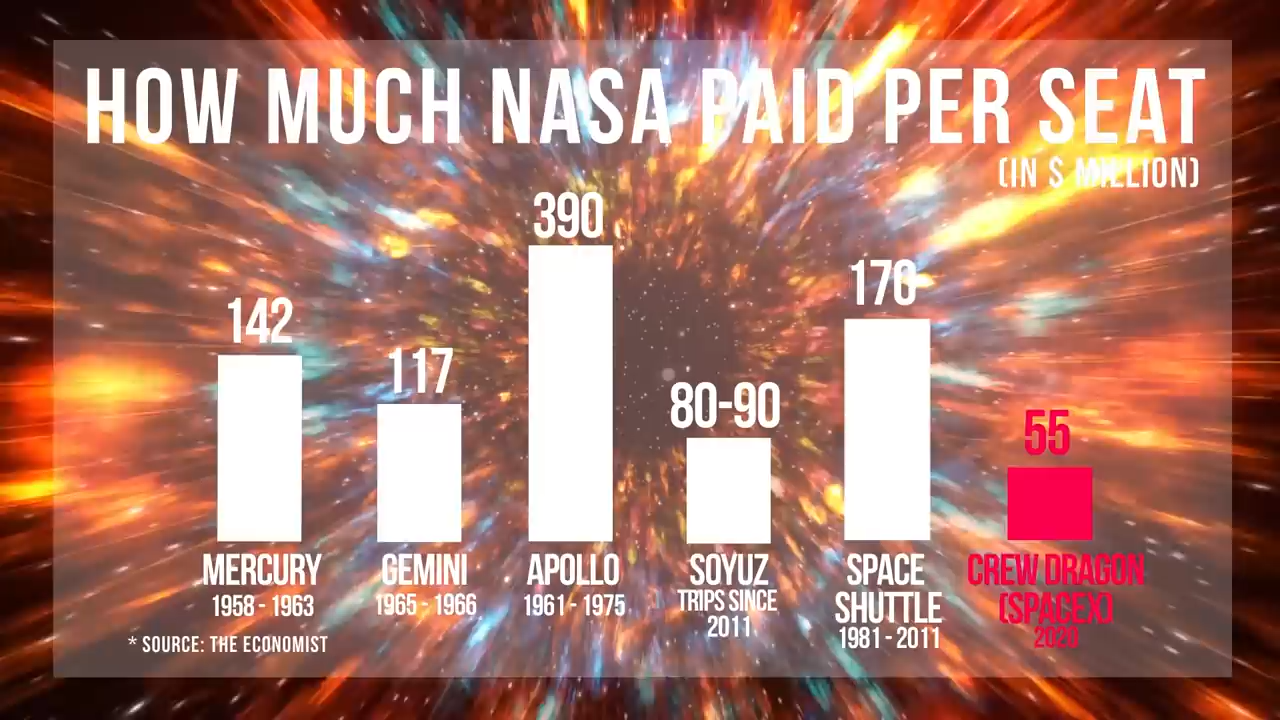 HOW MUCH NASA PAID PER SEAT
(IN $ MILLION)
142
117
390
80-90
170
55
MERCURY
1958 - 1963
GEMINI
1965 - 1966
APOLLO
1961 - 1975
SOYUZ
TRIPS SINCE
2011
SPACE
SHUTTLE
1981 - 2011
CREW DRAGON
(SPACEX)
2020
* SOURCE: THE ECONOMIST